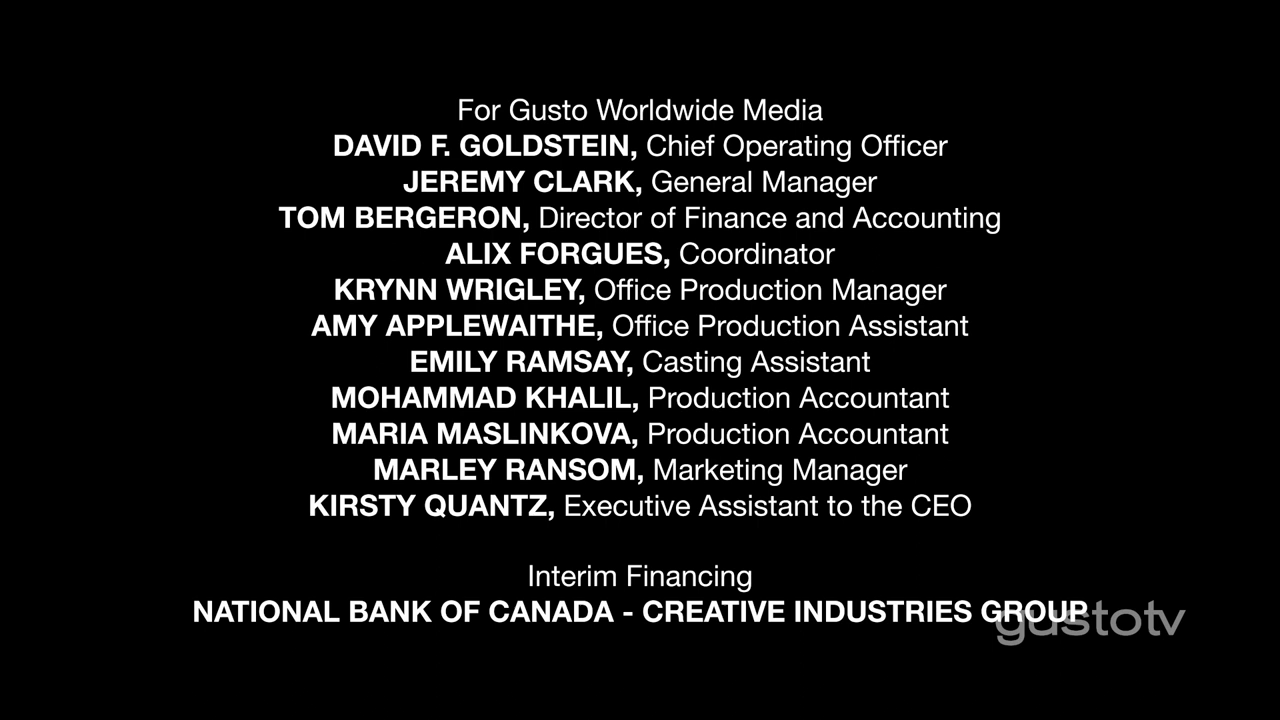 For Gusto Worldwide Media
DAVID F. GOLDSTEIN, Chief Operating Officer
JEREMY CLARK, General Manager
TOM BERGERON, Director of Finance and Accounting
ALIX FORGUES, Coordinator
KRYNN WRIGLEY, Office Production Manager
AMY APPLEWAITHE, Office Production Assistant
EMILY RAMSAY, Casting Assistant
MOHAMMAD KHALIL, Production Accountant
MARIA MASLINKOVA, Production Accountant
MARLEY RANSOM, Marketing Manager
KIRSTY QUANTZ, Executive Assistant to the CEO
Interim Financing
NATIONAL BANK OF CANADA - CREATIVE INDUSTRIES GROUP
gustotv